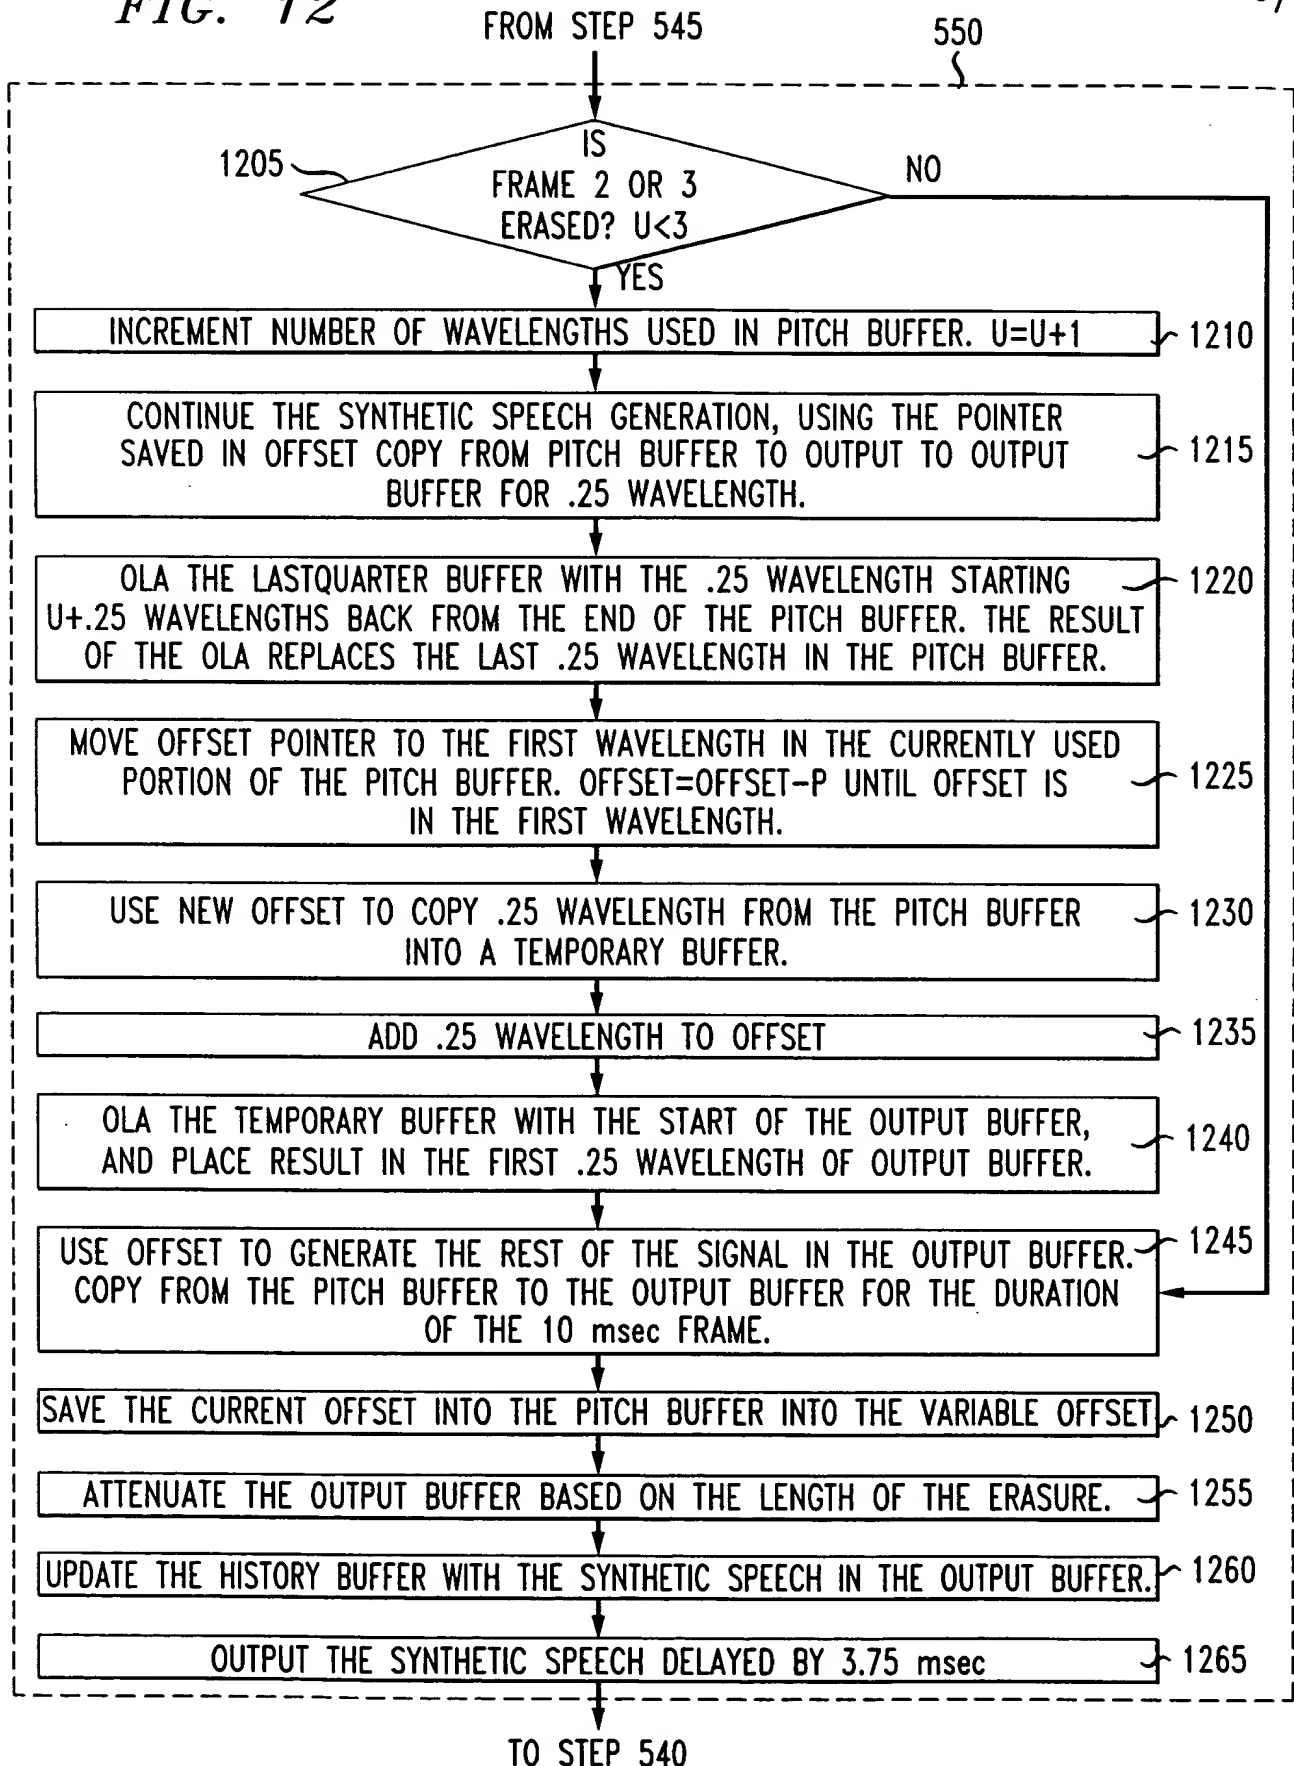 FIG. 12
FROM STEP 545
550
1205
IS
FRAME 2 OR 3
ERASED? U<3
NO
YES
INCREMENT NUMBER OF WAVELENGTHS USED IN PITCH BUFFER. U=U+1
1210
CONTINUE THE SYNTHETIC SPEECH GENERATION, USING THE POINTER
SAVED IN OFFSET COPY FROM PITCH BUFFER TO OUTPUT TO OUTPUT
BUFFER FOR .25 WAVELENGTH.
1215
OLA THE LASTQUARTER BUFFER WITH THE .25 WAVELENGTH STARTING
U+.25 WAVELENGTHS BACK FROM THE END OF THE PITCH BUFFER. THE RESULT
OF THE OLA REPLACES THE LAST .25 WAVELENGTH IN THE PITCH BUFFER.
1220
MOVE OFFSET POINTER TO THE FIRST WAVELENGTH IN THE CURRENTLY USED
PORTION OF THE PITCH BUFFER. OFFSET=OFFSET-P UNTIL OFFSET IS
IN THE FIRST WAVELENGTH.
1225
USE NEW OFFSET TO COPY .25 WAVELENGTH FROM THE PITCH BUFFER
INTO A TEMPORARY BUFFER.
1230
ADD .25 WAVELENGTH TO OFFSET
1235
OLA THE TEMPORARY BUFFER WITH THE START OF THE OUTPUT BUFFER,
AND PLACE RESULT IN THE FIRST .25 WAVELENGTH OF OUTPUT BUFFER.
1240
USE OFFSET TO GENERATE THE REST OF THE SIGNAL IN THE OUTPUT BUFFER.
COPY FROM THE PITCH BUFFER TO THE OUTPUT BUFFER FOR THE DURATION
OF THE 10 msec FRAME.
1245
SAVE THE CURRENT OFFSET INTO THE PITCH BUFFER INTO THE VARIABLE OFFSET
1250
ATTENUATE THE OUTPUT BUFFER BASED ON THE LENGTH OF THE ERASURE.
1255
UPDATE THE HISTORY BUFFER WITH THE SYNTHETIC SPEECH IN THE OUTPUT BUFFER.
1260
OUTPUT THE SYNTHETIC SPEECH DELAYED BY 3.75 msec
1265
TO STEP 540